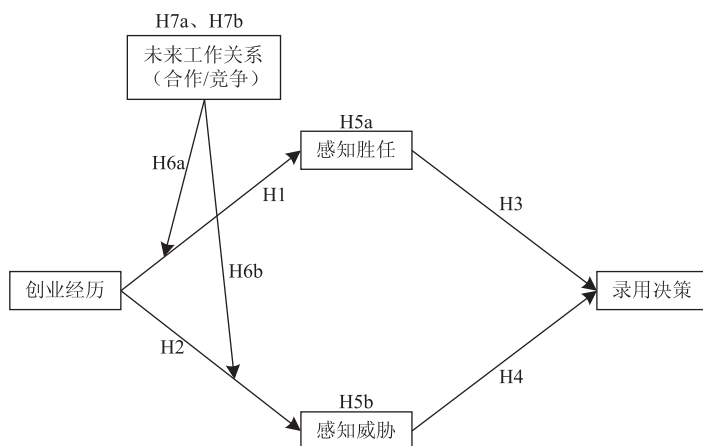 H7a、H7b
未来工作关系
（合作/竞争）
H5a
感知胜任
H6a
H1
H3
H6b
创业经历
录用决策
H2
H4
H5b
感知威胁